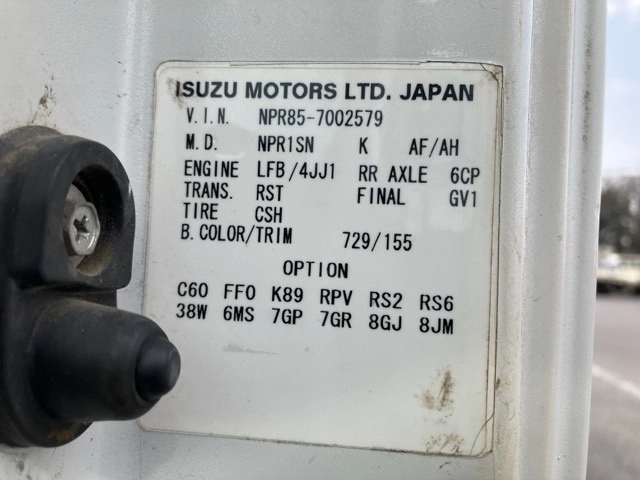 ISUZU MOTORS LTD. JAPAN
V.I.N. NPR85-7002579
M.D. NPR1SN K AF/AH
ENGINE LFB/4JJ1 RR AXLE 6CP
TRANS. RST FINAL GV1
TIRE CSH
B.COLOR/TRIM 729/155
OPTION
C60 FF0 K89 RPV RS2 RS6
38W 6MS 7GP 7GR 8GJ 8JM